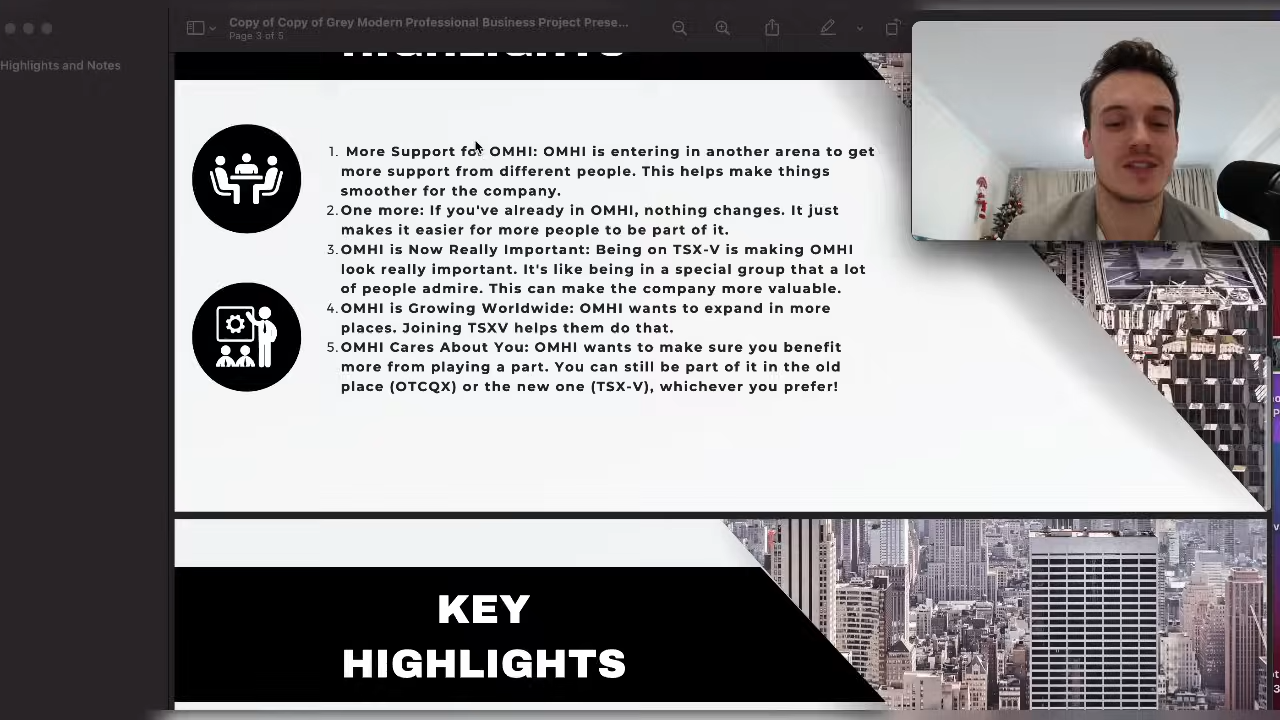 Copy of Copy of Grey Modern Professional Business Project Prese...
Page 3 of 5
Highlights and Notes
HIGHLIGHTS
1. More Support for OMHI: OMHI is entering in another arena to get
more support from different people. This helps make things
smoother for the company.
2. One more: If you've already in OMHI, nothing changes. It just
makes it easier for more people to be part of it.
3. OMHI is Now Really Important: Being on TSX-V is making OMHI
look really important. It's like being in a special group that a lot
of people admire. This can make the company more valuable.
4. OMHI is Growing Worldwide: OMHI wants to expand in more
places. Joining TSXV helps them do that.
5. OMHI Cares About You: OMHI wants to make sure you benefit
more from playing a part. You can still be part of it in the old
place (OTCQX) or the new one (TSX-V), whichever you prefer!
KEY
HIGHLIGHTS